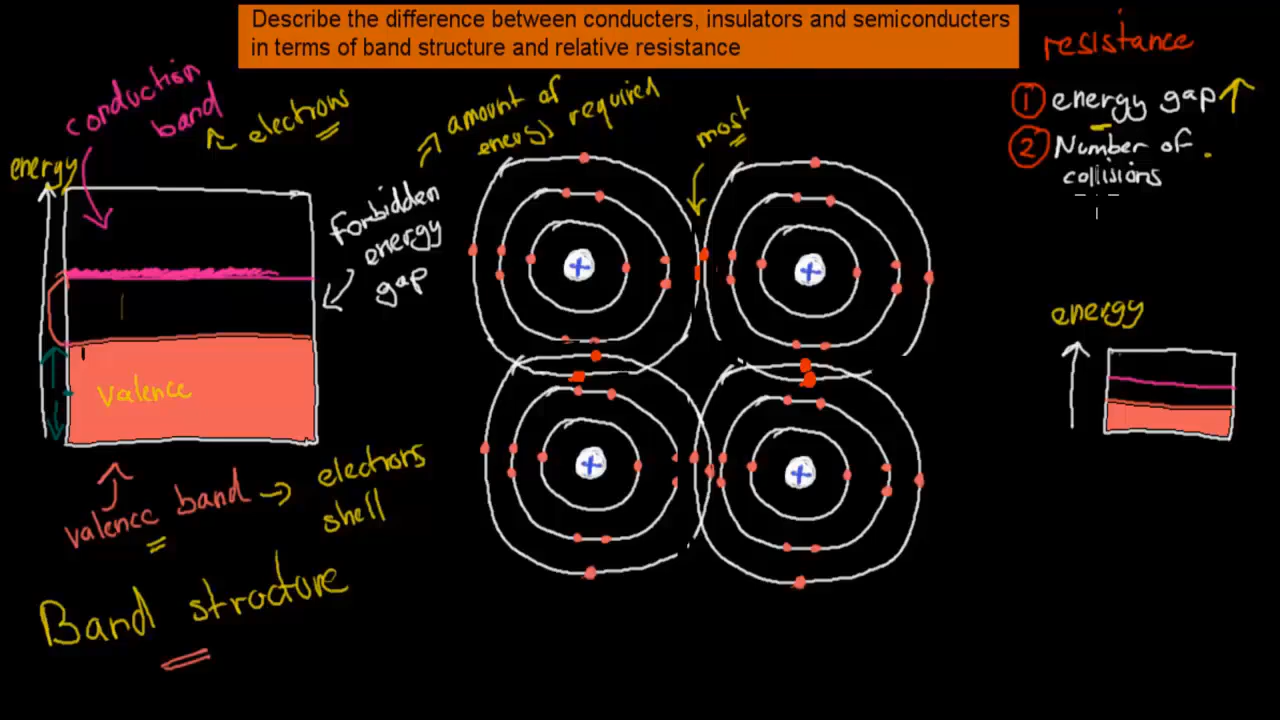 Describe the difference between conducters, insulators and semiconducters
in terms of band structure and relative resistance
resistance
① energy gap ↑
② Number of
collisions
conduction
band
↖ electrons
energy
amount of
energy required
most
Forbidden
energy
gap
valence
valence band → electrons
shell
Band structure
energy
+
+
+
+